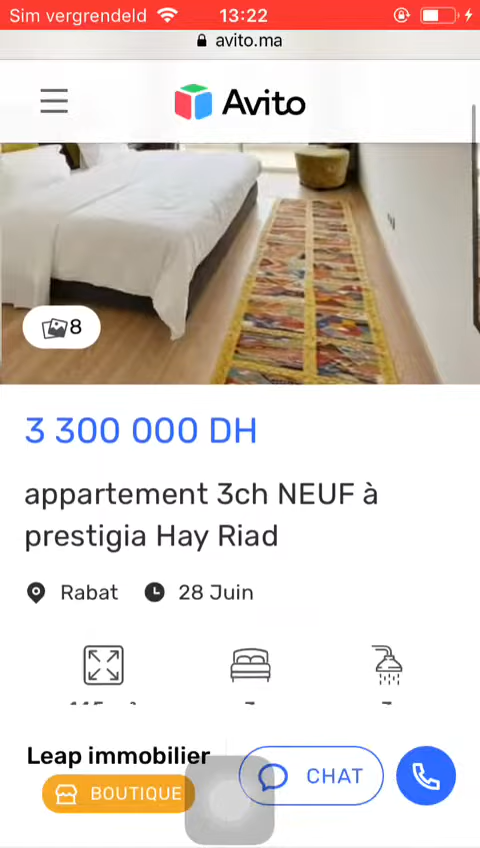 Sim vergrendeld 13:22
avito.ma
Avito
8
3 300 000 DH
appartement 3ch NEUF à
prestigia Hay Riad
Rabat 28 Juin
Leap immobilier
BOUTIQUE
CHAT